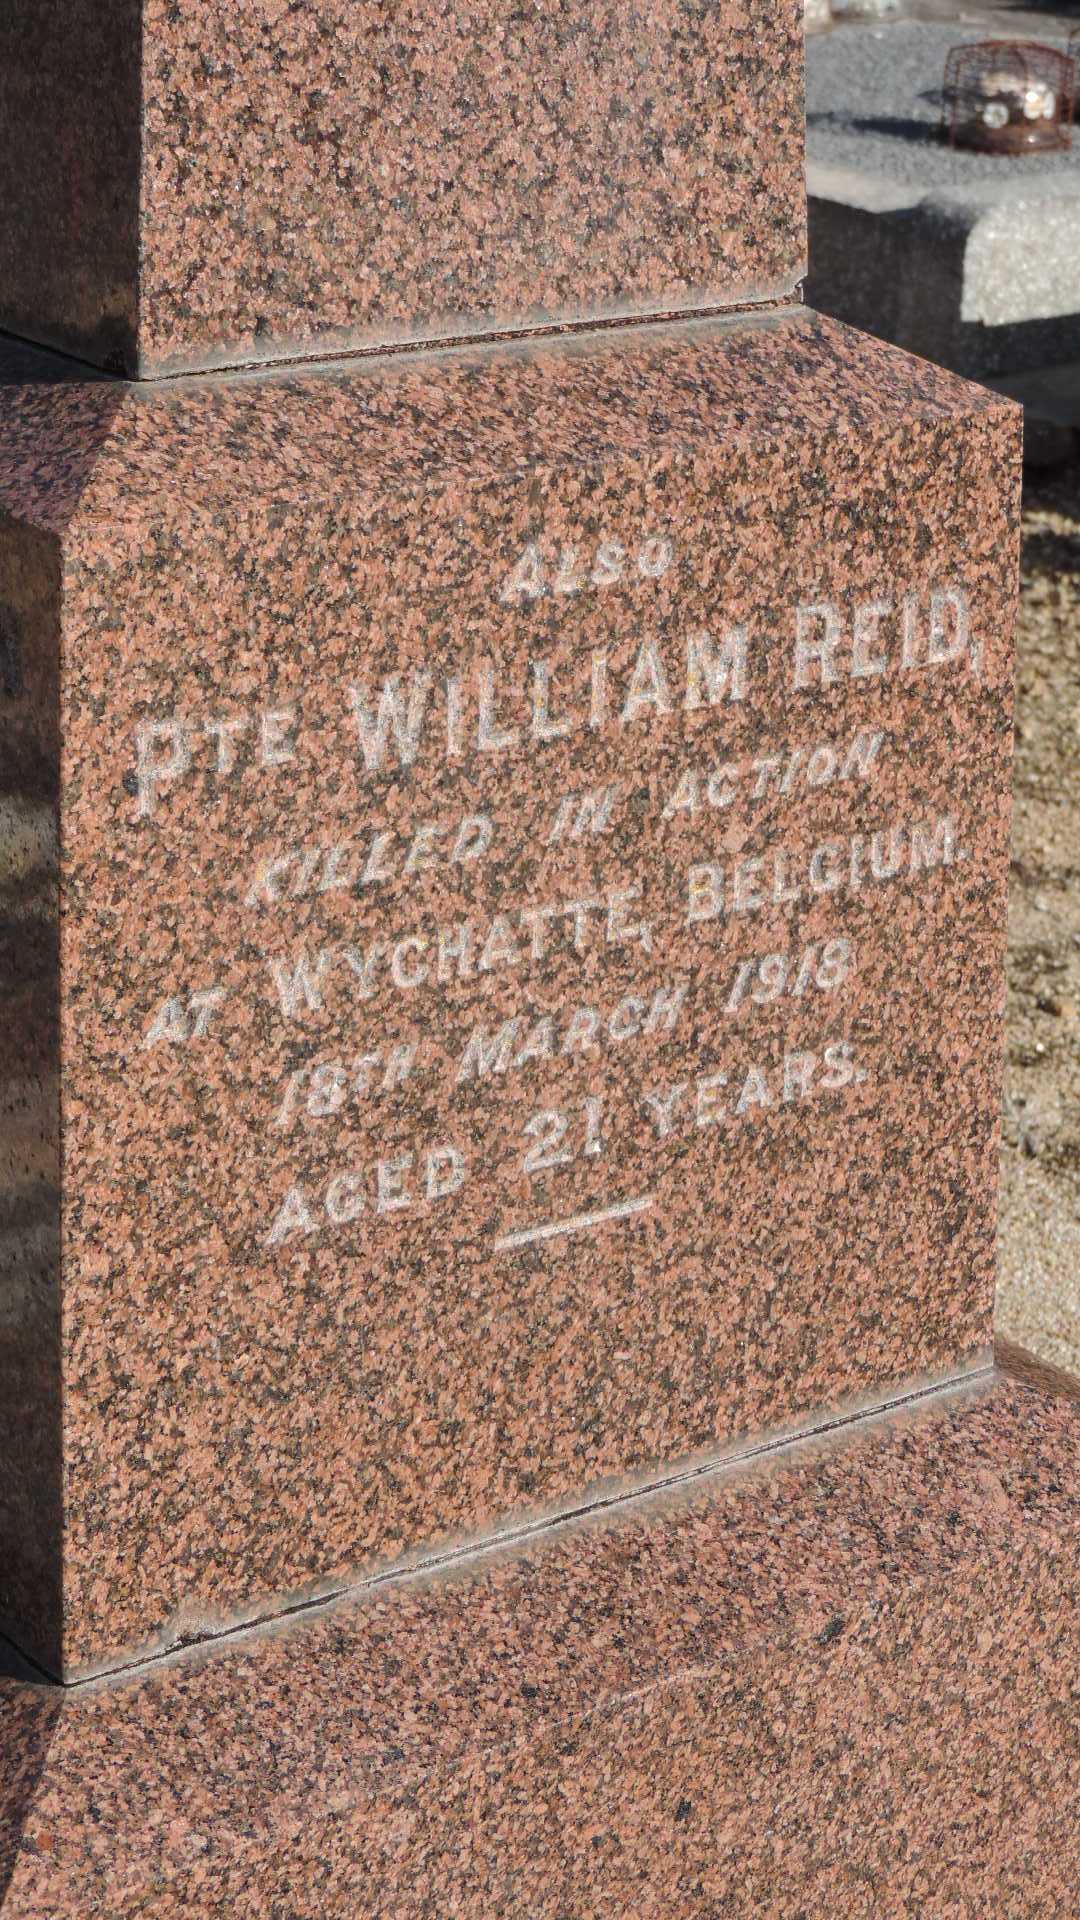 ALSO
PTE WILLIAM REID,
KILLED IN ACTION
AT WYCHATTE, BELGIUM.
18TH MARCH 1918
AGED 21 YEARS.